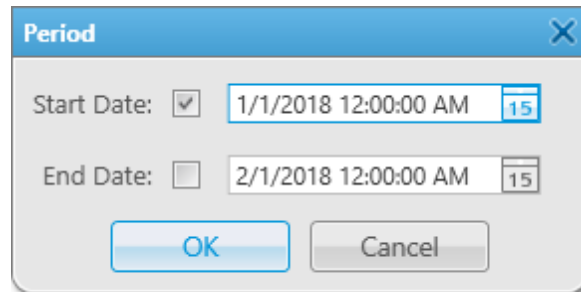 Period
Start Date: 1/1/2018 12:00:00 AM 15
End Date: 2/1/2018 12:00:00 AM 15
OK Cancel